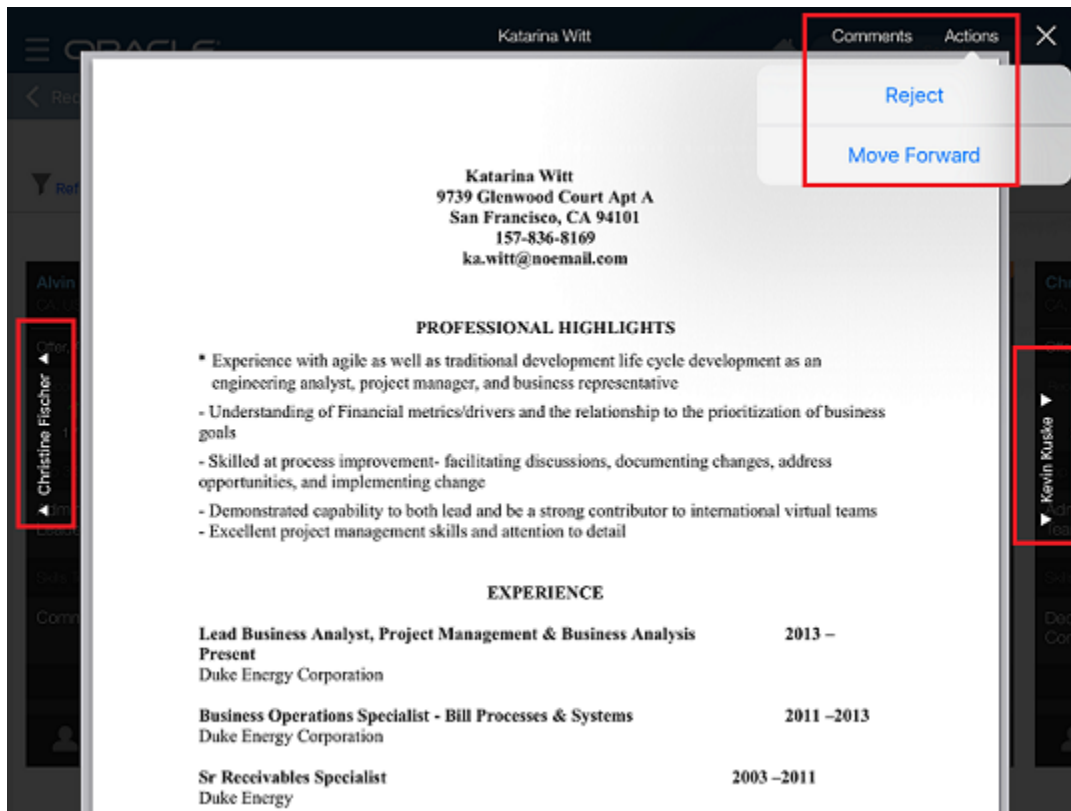 ORACLE
Katarina Witt
Comments Actions
Reject
Move Forward
Ref
Alvin
Katarina Witt
9739 Glenwood Court Apt A
San Francisco, CA 94101
157-836-8169
ka.witt@noemail.com
PROFESSIONAL HIGHLIGHTS
* Experience with agile as well as traditional development life cycle development as an
engineering analyst, project manager, and business representative
- Understanding of Financial metrics/drivers and the relationship to the prioritization of business
goals
- Skilled at process improvement- facilitating discussions, documenting changes, address
opportunities, and implementing change
- Demonstrated capability to both lead and be a strong contributor to international virtual teams
- Excellent project management skills and attention to detail
Christine Fischer
Kevin Kuske
EXPERIENCE
Lead Business Analyst, Project Management & Business Analysis 2013 –
Present
Duke Energy Corporation
Business Operations Specialist - Bill Processes & Systems 2011 –2013
Duke Energy Corporation
Sr Receivables Specialist 2003 –2011
Duke Energy